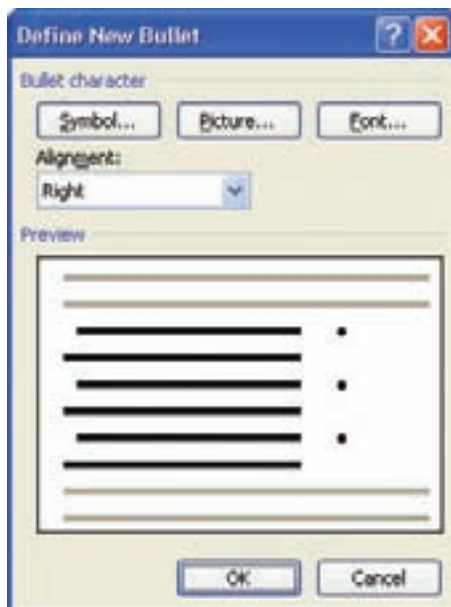 Define New Bullet
Bullet character
Symbol... Picture... Font...
Alignment:
Right
Preview
OK Cancel